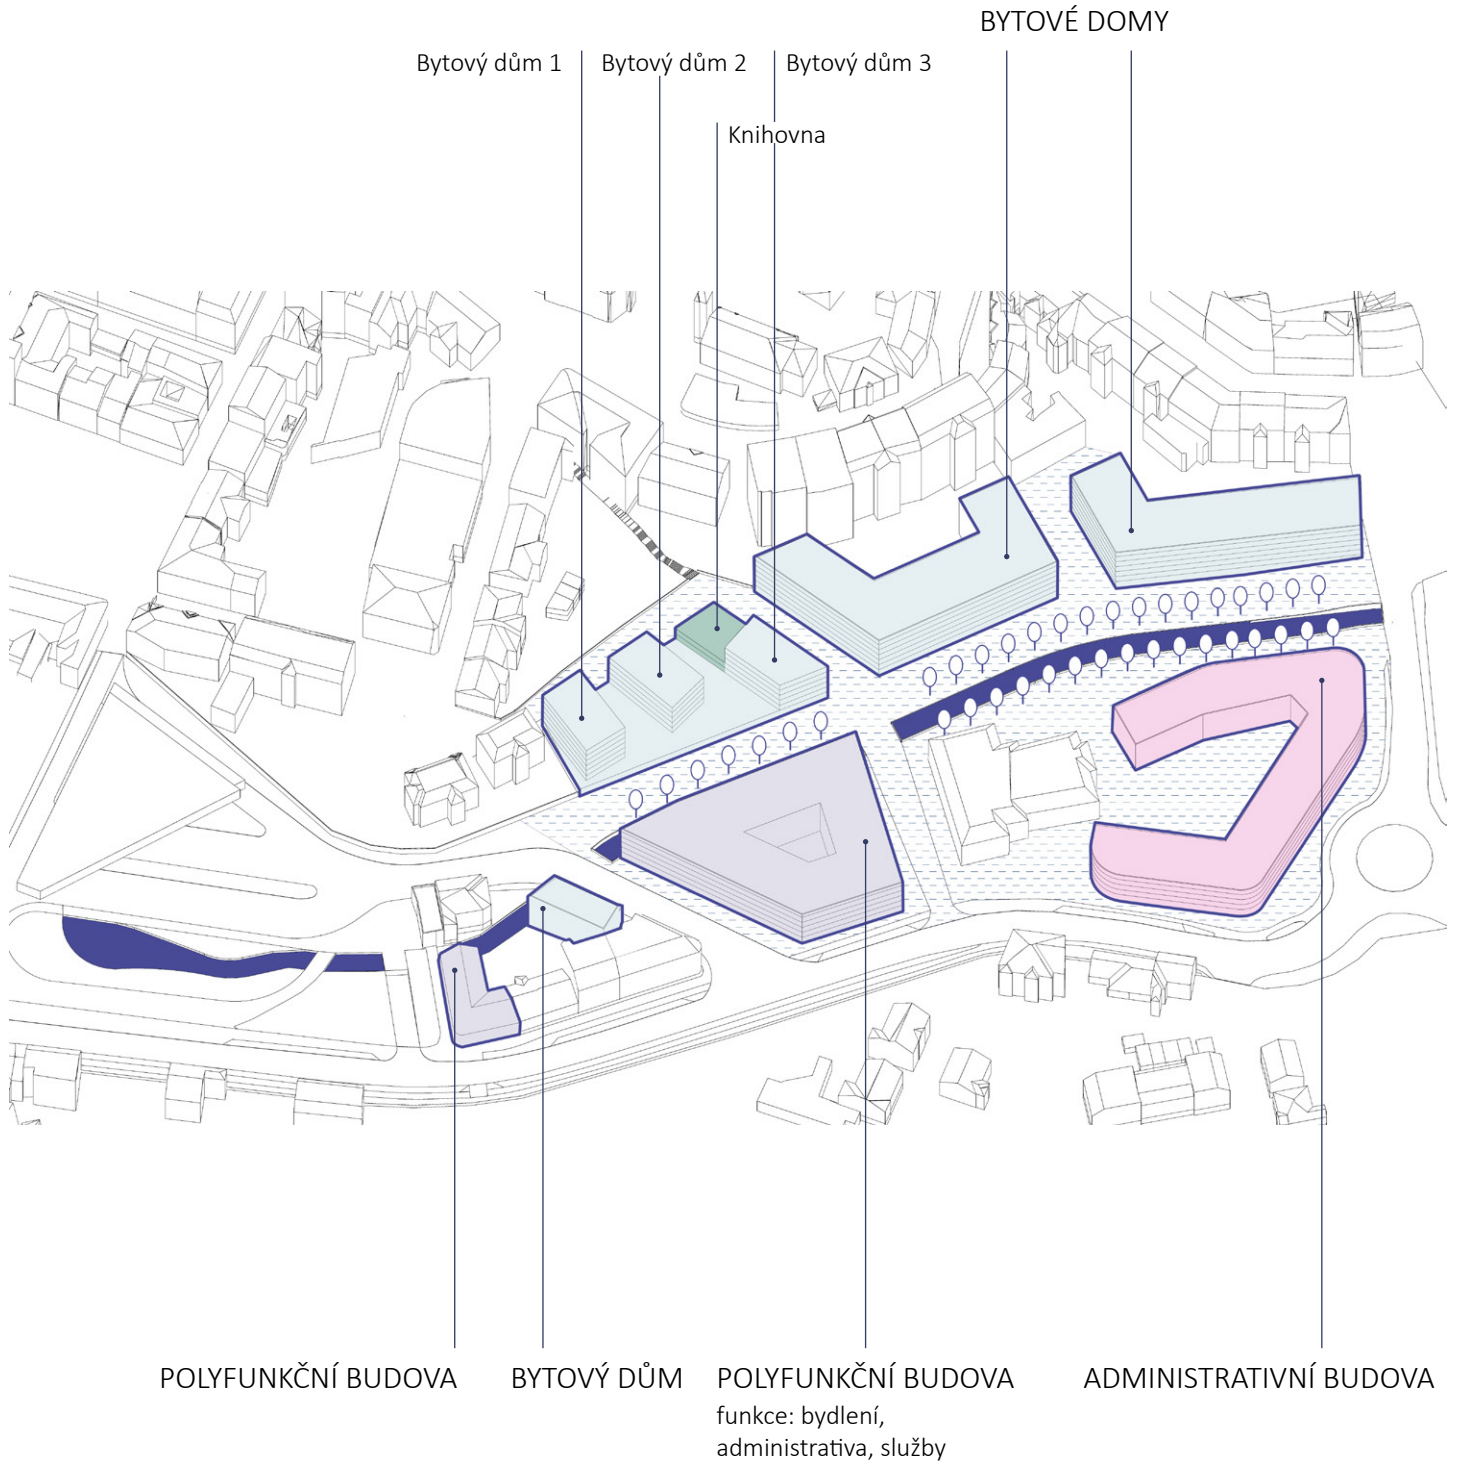 BYTOVÉ DOMY
Bytový dům 1
Bytový dům 2
Bytový dům 3
Knihovna
POLYFUNKČNÍ BUDOVA
BYTOVÝ DŮM
POLYFUNKČNÍ BUDOVA
funkce: bydlení,
administrativa, služby
ADMINISTRATIVNÍ BUDOVA